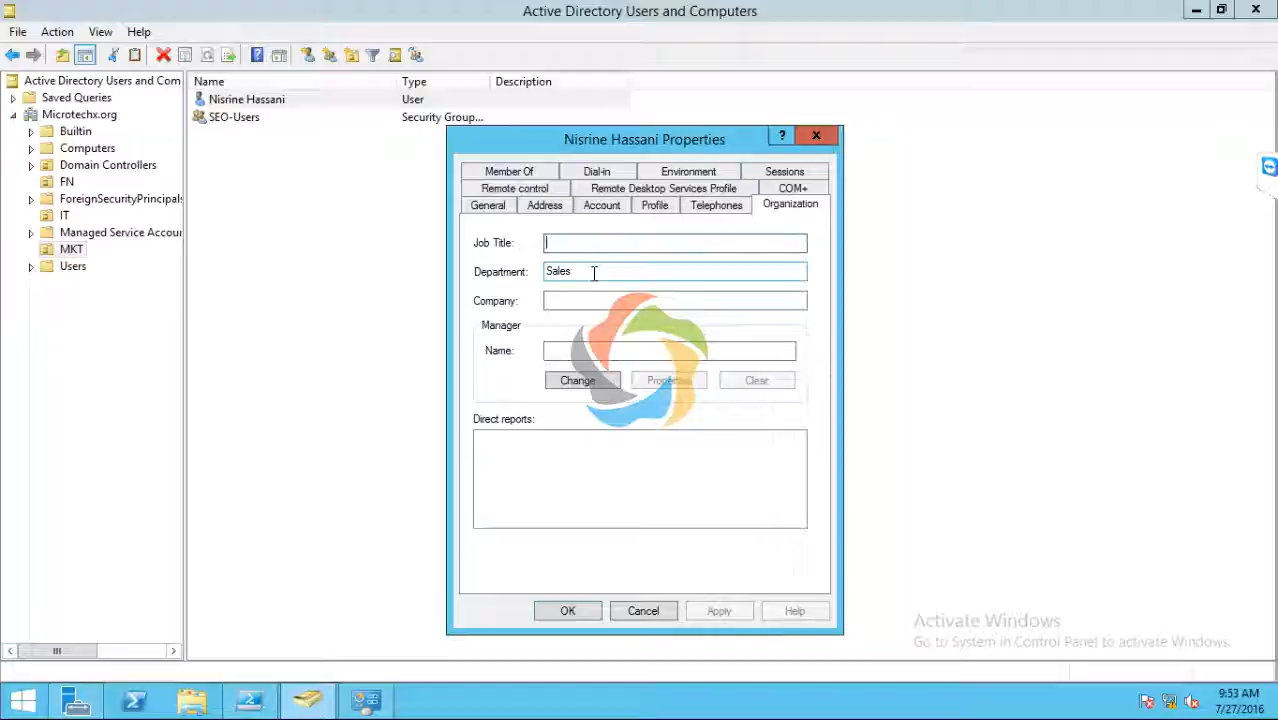 Active Directory Users and Computers
File Action View Help
Active Directory Users and Com
Saved Queries
Microtechx.org
Builtin
Computers
Domain Controllers
FN
ForeignSecurityPrincipals
IT
Managed Service Accou
MKT
Users
Name Type Description
Nisrine Hassani User
SEO-Users Security Group...
Nisrine Hassani Properties
Member Of Dial-in Environment Sessions
Remote control Remote Desktop Services Profile COM+
General Address Account Profile Telephones Organization
Job Title:
Department: Sales
Company:
Manager
Name:
Change Properties Clear
Direct reports:
OK Cancel Apply Help
Activate Windows
Go to System in Control Panel to activate Windows.
9:53 AM
7/27/2016